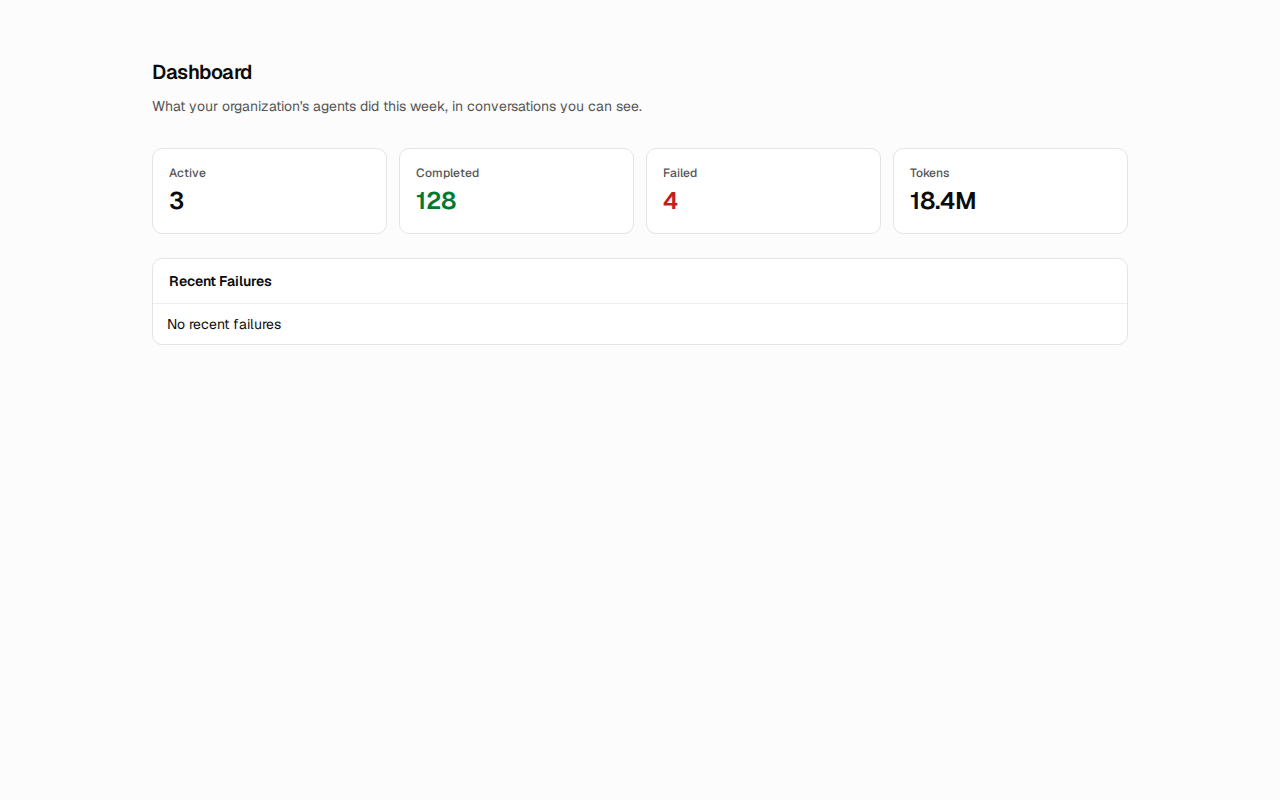 Dashboard
What your organization's agents did this week, in conversations you can see.
Active
3
Completed
128
Failed
4
Tokens
18.4M
Recent Failures
No recent failures